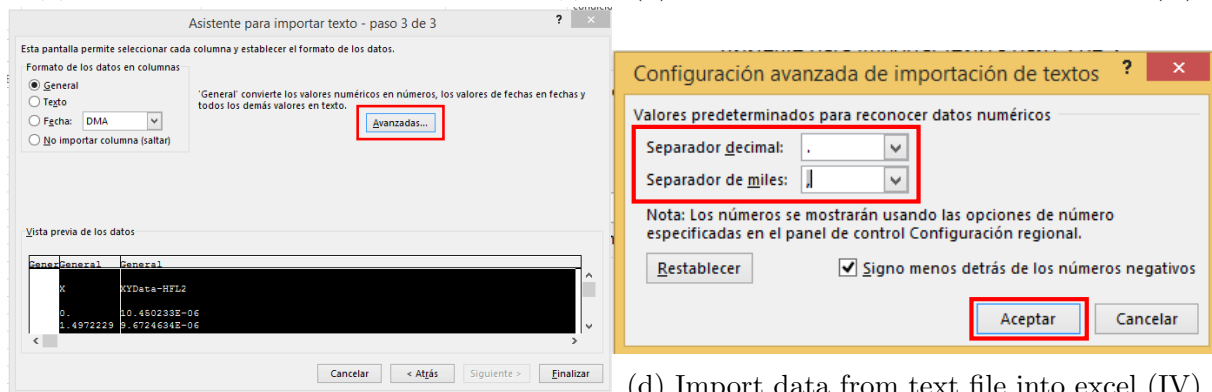 Asistente para importar texto - paso 3 de 3
?
×
Esta pantalla permite seleccionar cada columna y establecer el formato de los datos.
Formato de los datos en columnas
General
Texto
Fecha: DMA
No importar columna (saltar)
'General' convierte los valores numéricos en números, los valores de fechas en fechas y
todos los demás valores en texto.
Avanzadas...
Vista previa de los datos
Gener General General
X XYData-HFL2
0. 10.450233E-06
1.4972229 9.6724634E-06
Cancelar < Atrás Siguiente > Finalizar
Configuración avanzada de importación de textos ? ×
Valores predeterminados para reconocer datos numéricos
Separador decimal: .
Separador de miles: ,
Nota: Los números se mostrarán usando las opciones de número
especificadas en el panel de control Configuración regional.
Restablecer
Signo menos detrás de los números negativos
Aceptar Cancelar
(d) Import data from text file into excel (IV)